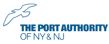 THE PORT AUTHORITY
OF NY & NJ